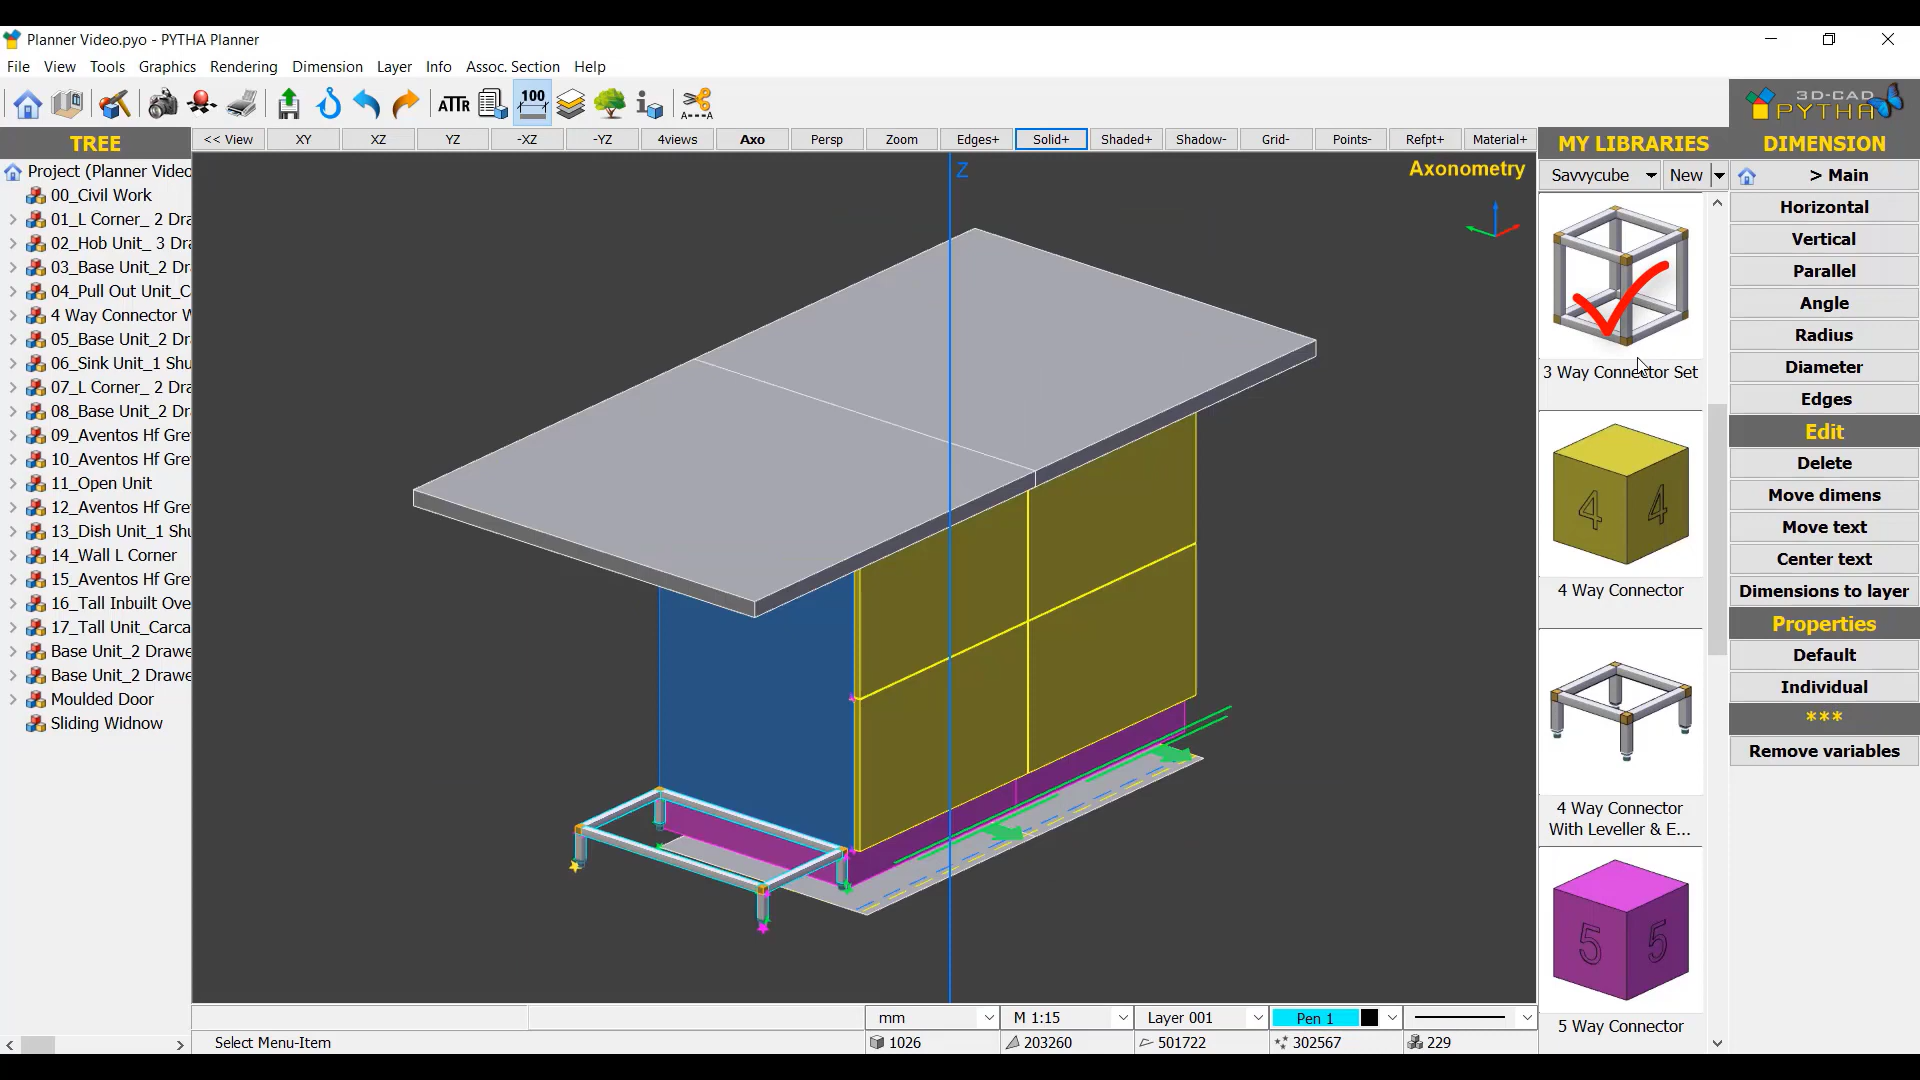 Planner Video.pyo - PYTHA Planner
File View Tools Graphics Rendering Dimension Layer Info Assoc. Section Help
ATTR 100 A----A
3D-CAD
PYTHA
TREE
<< View XY XZ YZ -XZ -YZ 4views Axo Persp Zoom Edges+ Solid+ Shaded+ Shadow- Grid- Points- Refpt+ Material+
MY LIBRARIES
DIMENSION
Project (Planner Video
00_Civil Work
01_L Corner_ 2 Dra
02_Hob Unit_ 3 Dra
03_Base Unit_2 Dr
04_Pull Out Unit_C
4 Way Connector W
05_Base Unit_2 Dr
06_Sink Unit_1 Shu
07_L Corner_ 2 Dra
08_Base Unit_2 Dr
09_Aventos Hf Gre
10_Aventos Hf Gre
11_Open Unit
12_Aventos Hf Gre
13_Dish Unit_1 Shu
14_Wall L Corner
15_Aventos Hf Gre
16_Tall Inbuilt Ove
17_Tall Unit_Carca
Base Unit_2 Drawe
Base Unit_2 Drawe
Moulded Door
Sliding Widnow
Z
Axonometry
Savvycube New
3 Way Connector Set
4 4
4 Way Connector
4 Way Connector
With Leveller & E...
5 5
5 Way Connector
> Main
Horizontal
Vertical
Parallel
Angle
Radius
Diameter
Edges
Edit
Delete
Move dimens
Move text
Center text
Dimensions to layer
Properties
Default
Individual
***
Remove variables
mm M 1:15 Layer 001 Pen 1
Select Menu-Item 1026 203260 501722 302567 229